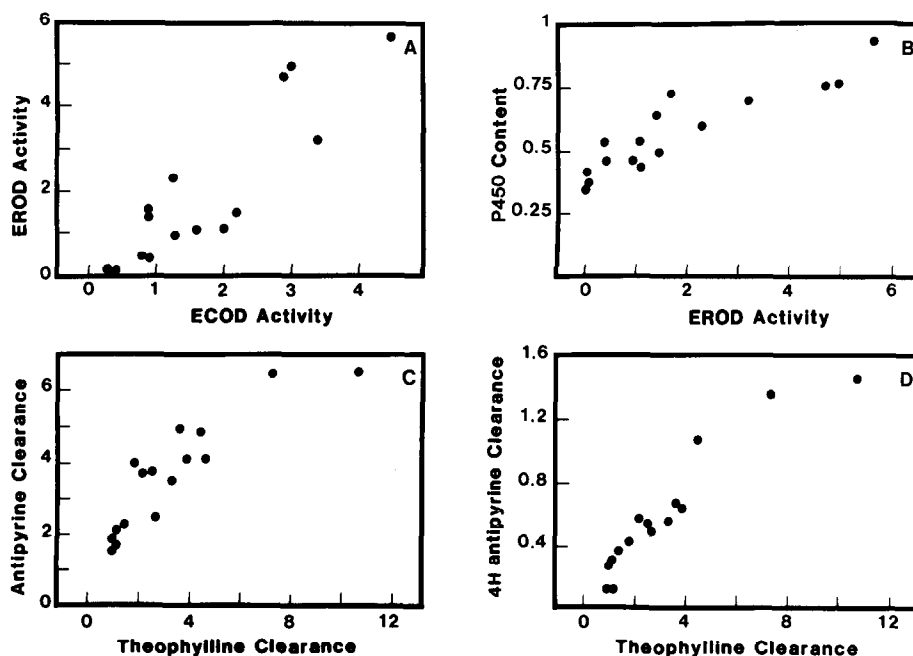 A
6
4
2
0
EROD Activity
0 1 2 3 4
ECOD Activity
B
1
0.75
0.5
0.25
P450 Content
0 2 4 6
EROD Activity
C
6
4
2
0
Antipyrine Clearance
0 4 8 12
Theophylline Clearance
D
1.6
1.2
0.8
0.4
4H antipyrine Clearance
0 4 8 12
Theophylline Clearance